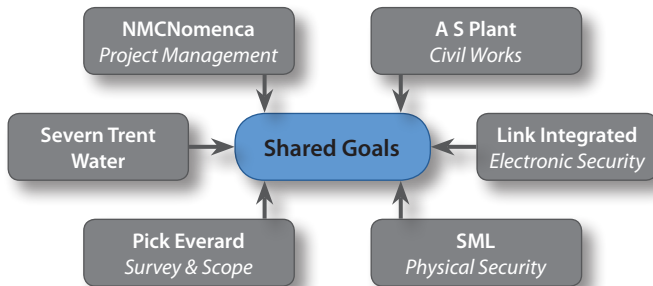 NMCNomenca
Project Management
A S Plant
Civil Works
Severn Trent
Water
Shared Goals
Link Integrated
Electronic Security
Pick Everard
Survey & Scope
SML
Physical Security